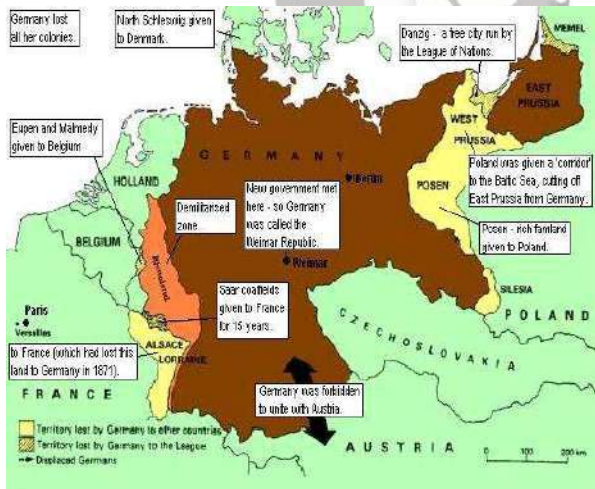 Germany lost
all her colonies.
North Schleswig given
to Denmark.
Danzig - a free city run by
the League of Nations.
MEMEL
EAST
PRUSSIA
WEST
PRUSSIA
Eupen and Malmedy
given to Belgium
GERMANY
Berlin
Poland was given a 'corridor'
to the Baltic Sea, cutting off
East Prussia from Germany.
POSEN
HOLLAND
Demilitarised
zone.
New government met
here - so Germany
was called the
Weimar Republic.
Posen - rich farmland
given to Poland.
BELGIUM
Rhineland
Weimar
SILESIA
POLAND
Saar coalfields
given to France
for 15 years.
Paris
Versailles
CZECHOSLOVAKIA
ALSACE
LORRAINE
to France (which had lost this
land to Germany in 1871).
FRANCE
Germany was forbidden
to unite with Austria.
Territory lost by Germany to other countries
Territory lost by Germany to the League
Displaced Germans
AUSTRIA
0 100 200 km